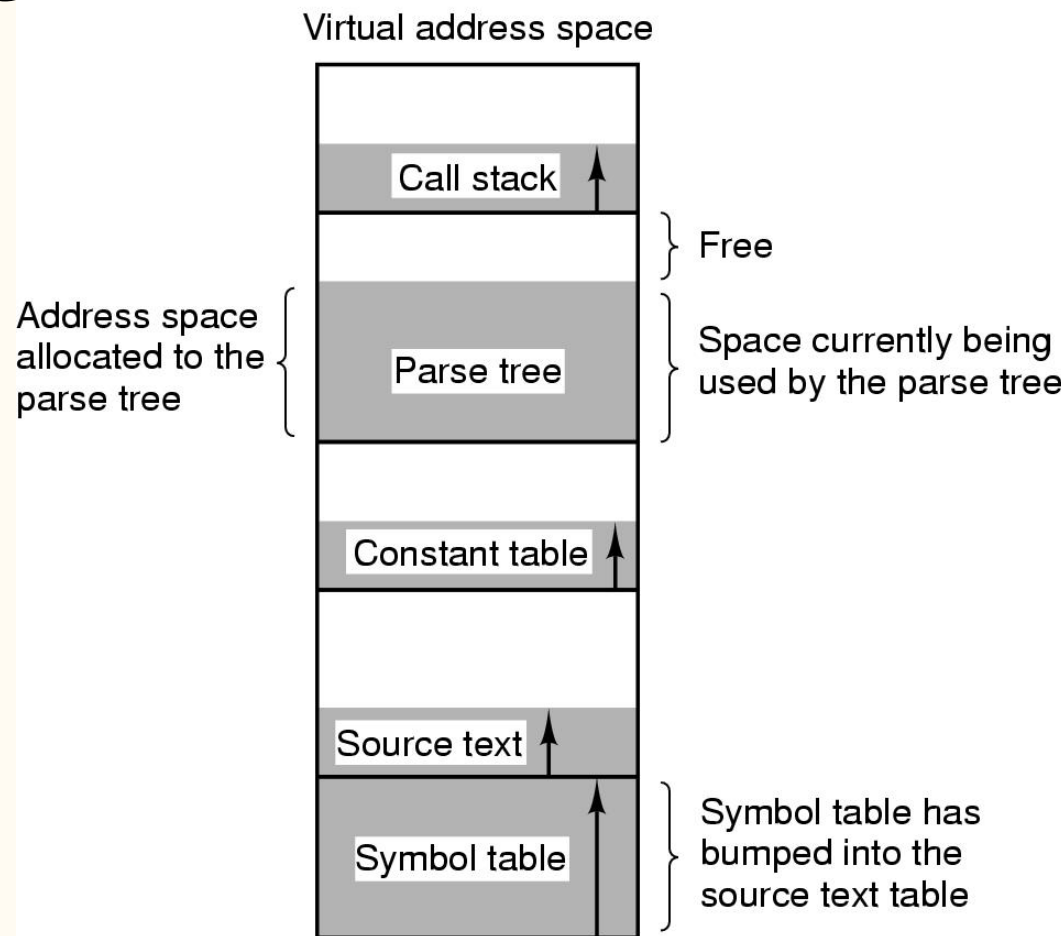 Virtual address space
Call stack
Free
Address space
allocated to the
parse tree
Parse tree
Space currently being
used by the parse tree
Constant table
Source text
Symbol table
Symbol table has
bumped into the
source text table